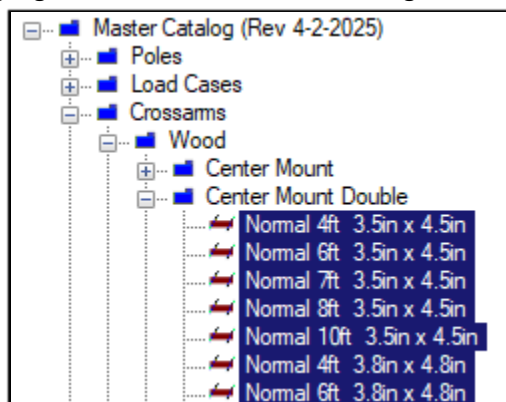 Master Catalog (Rev 4-2-2025)
Poles
Load Cases
Crossarms
Wood
Center Mount
Center Mount Double
Normal 4ft  3.5in x 4.5in
Normal 6ft  3.5in x 4.5in
Normal 7ft  3.5in x 4.5in
Normal 8ft  3.5in x 4.5in
Normal 10ft  3.5in x 4.5in
Normal 4ft  3.8in x 4.8in
Normal 6ft  3.8in x 4.8in